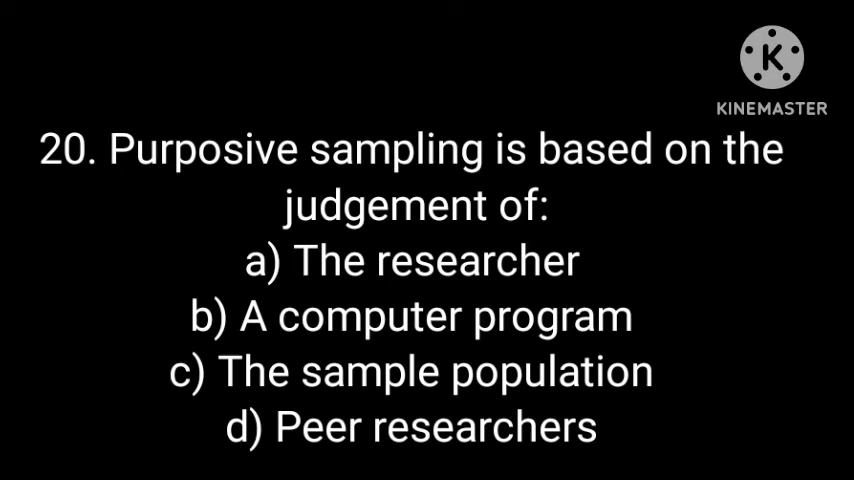 K
KINEMASTER
20. Purposive sampling is based on the
judgement of:
a) The researcher
b) A computer program
c) The sample population
d) Peer researchers